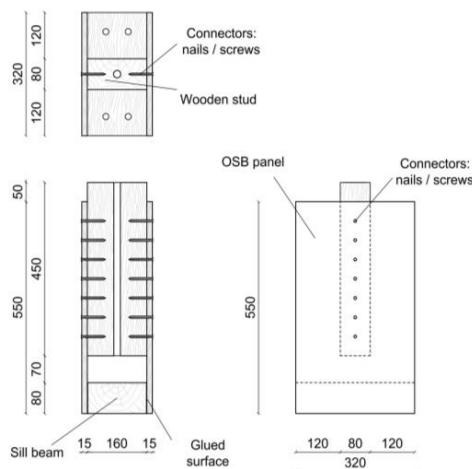 120
80
120
320
Connectors:
nails / screws
Wooden stud
50
450
550
70
80
15 160 15
Sill beam
Glued
surface
OSB panel
Connectors:
nails / screws
550
120 80 120
320